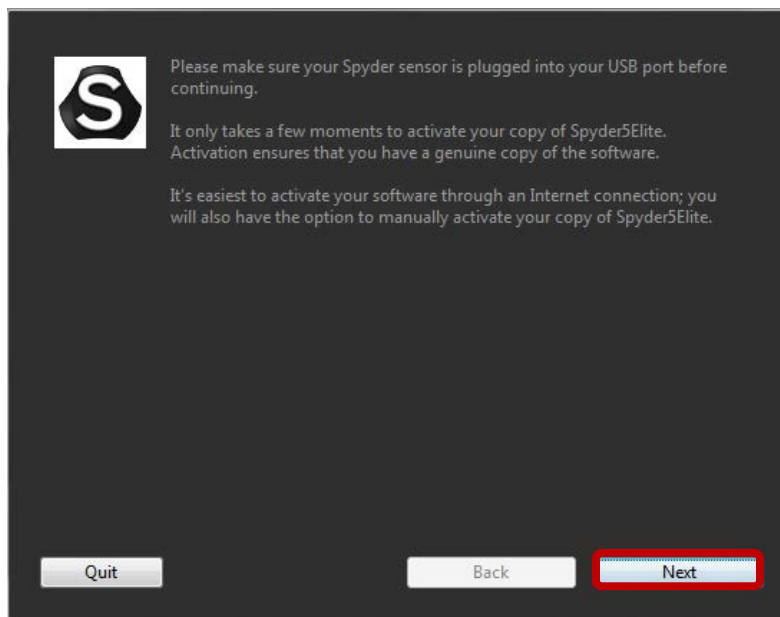 S
Please make sure your Spyder sensor is plugged into your USB port before
continuing.
It only takes a few moments to activate your copy of Spyder5Elite.
Activation ensures that you have a genuine copy of the software.
It's easiest to activate your software through an Internet connection; you
will also have the option to manually activate your copy of Spyder5Elite.
Quit
Back
Next